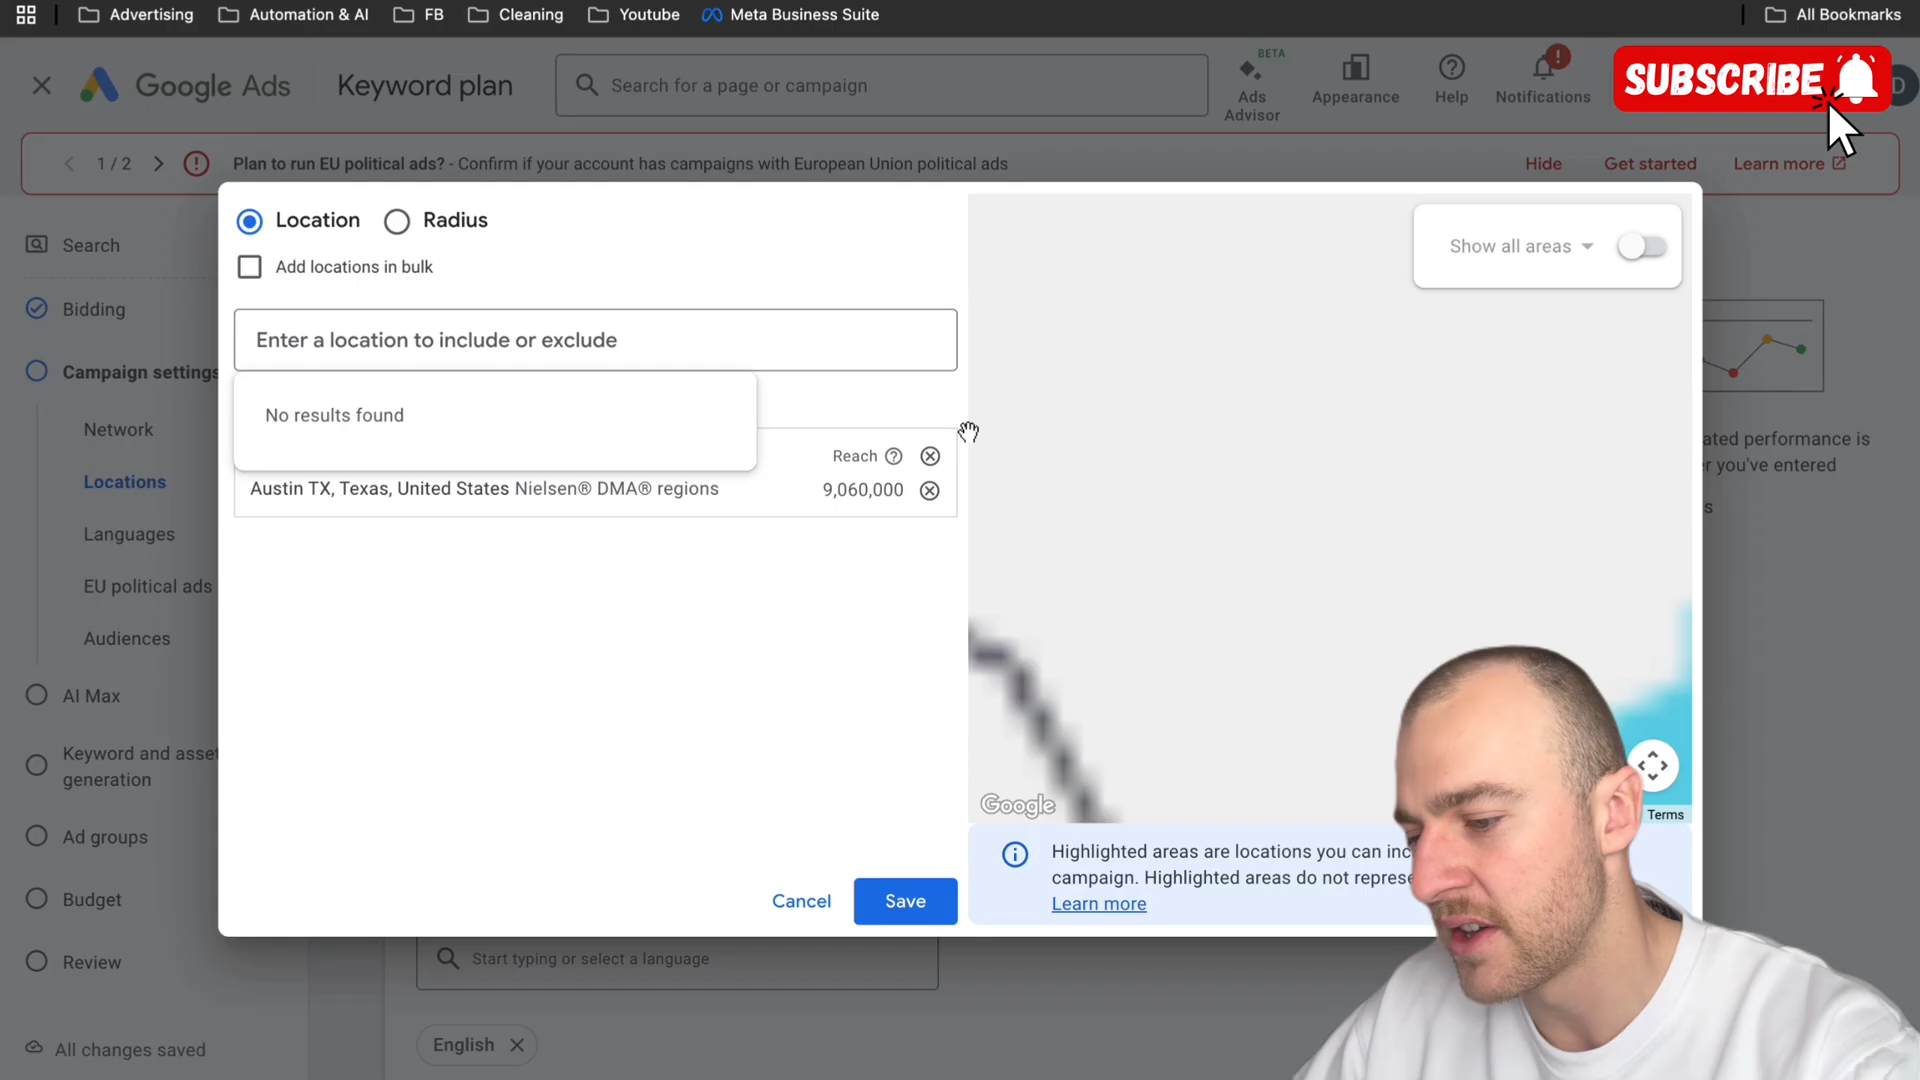 Advertising
Automation & AI
FB
Cleaning
Youtube
Meta Business Suite
All Bookmarks
Google Ads
Keyword plan
Search for a page or campaign
BETA
Ads
Advisor
Appearance
Help
!
Notifications
SUBSCRIBE
D
1 / 2
Plan to run EU political ads? - Confirm if your account has campaigns with European Union political ads
Hide
Get started
Learn more
Search
Bidding
Campaign settings
Network
Locations
Languages
EU political ads
Audiences
AI Max
Keyword and asset
generation
Ad groups
Budget
Review
All changes saved
Location
Radius
Add locations in bulk
Enter a location to include or exclude
No results found
Reach
Austin TX, Texas, United States Nielsen® DMA® regions
9,060,000
Cancel
Save
Show all areas
Google
Terms
Highlighted areas are locations you can inc
campaign. Highlighted areas do not represe
Learn more
ated performance is
r you've entered
s
Start typing or select a language
English